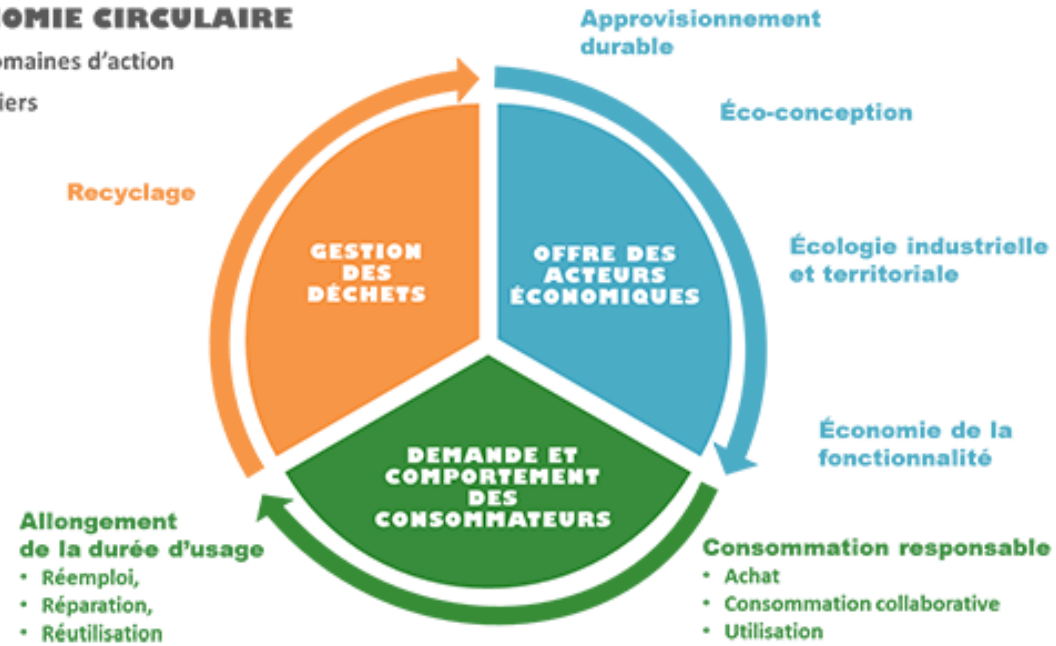 OMIE CIRCULAIRE
omaines d'action
iers
Approvisionnement
durable
Éco-conception
Recyclage
Écologie industrielle
et territoriale
GESTION
DES
DÉCHETS
OFFRE DES
ACTEURS
ÉCONOMIQUES
Économie de la
fonctionnalité
DEMANDE ET
COMPORTEMENT
DES
CONSOMMATEURS
Allongement
de la durée d'usage
• Réemploi,
• Réparation,
• Réutilisation
Consommation responsable
• Achat
• Consommation collaborative
• Utilisation